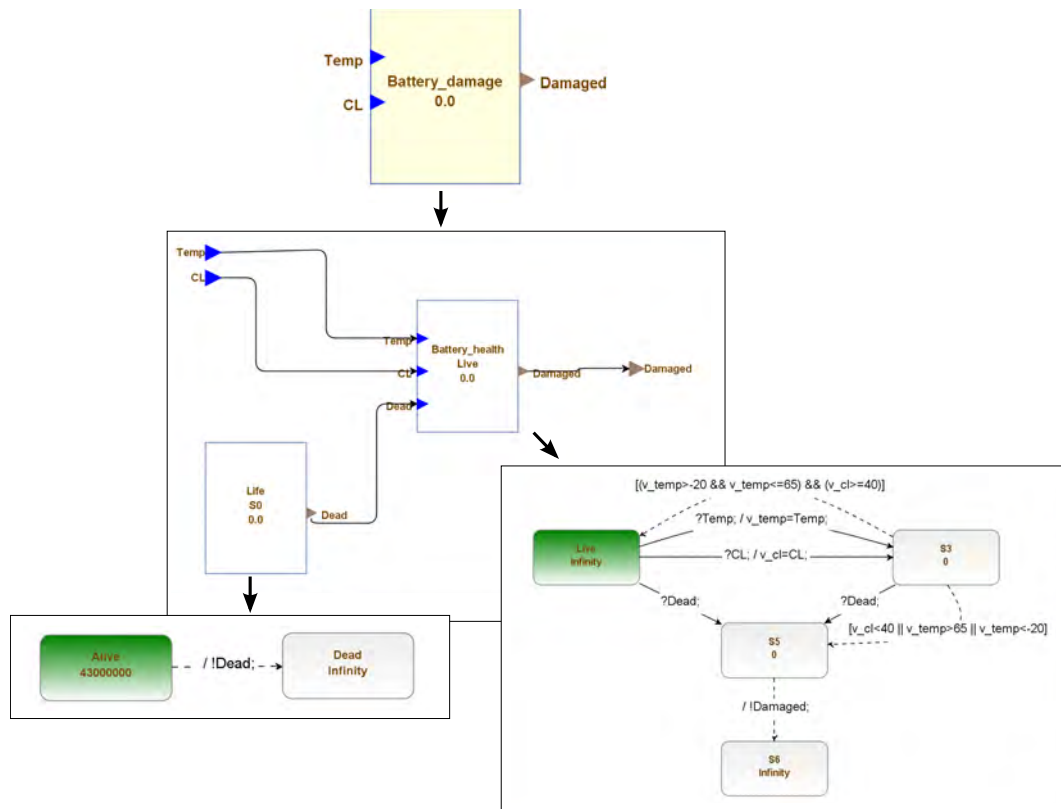 Temp
CL
Battery_damage
0.0
Damaged
Temp
CL
Temp
CL
Dead
Battery_health
Live
0.0
Damaged
Damaged
Life
S0
0.0
Dead
Alive
43000000
/ !Dead;
Dead
Infinity
[(v_temp>-20 && v_temp<=65) && (v_cl>=40)]
?Temp; / v_temp=Temp;
Live
Infinity
?CL; / v_cl=CL;
S3
0
?Dead;
?Dead;
[v_cl<40 || v_temp>65 || v_temp<-20]
S5
0
/ !Damaged;
S6
Infinity